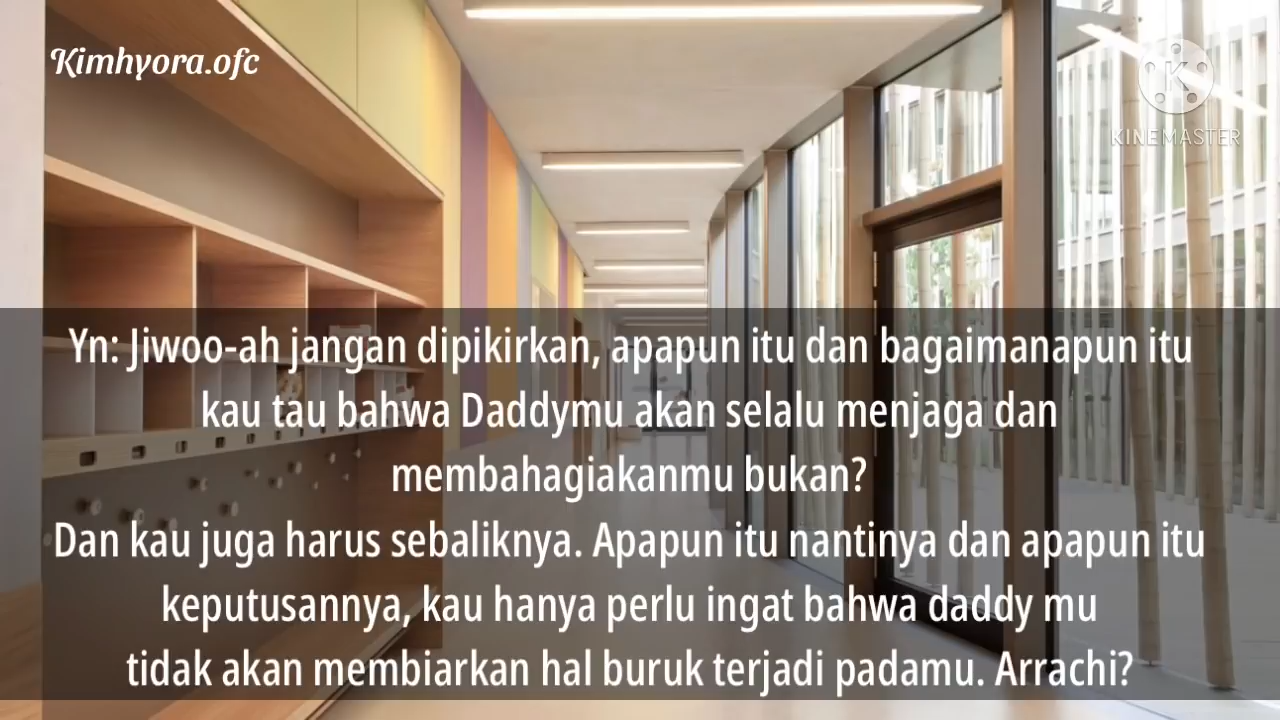 Kimhyora.ofc
K
KINEMASTER
Yn: Jiwoo-ah jangan dipikirkan, apapun itu dan bagaimanapun itu
kau tau bahwa Daddymu akan selalu menjaga dan
membahagiakanmu bukan?
Dan kau juga harus sebaliknya. Apapun itu nantinya dan apapun itu
keputusannya, kau hanya perlu ingat bahwa daddy mu
tidak akan membiarkan hal buruk terjadi padamu. Arrachi?